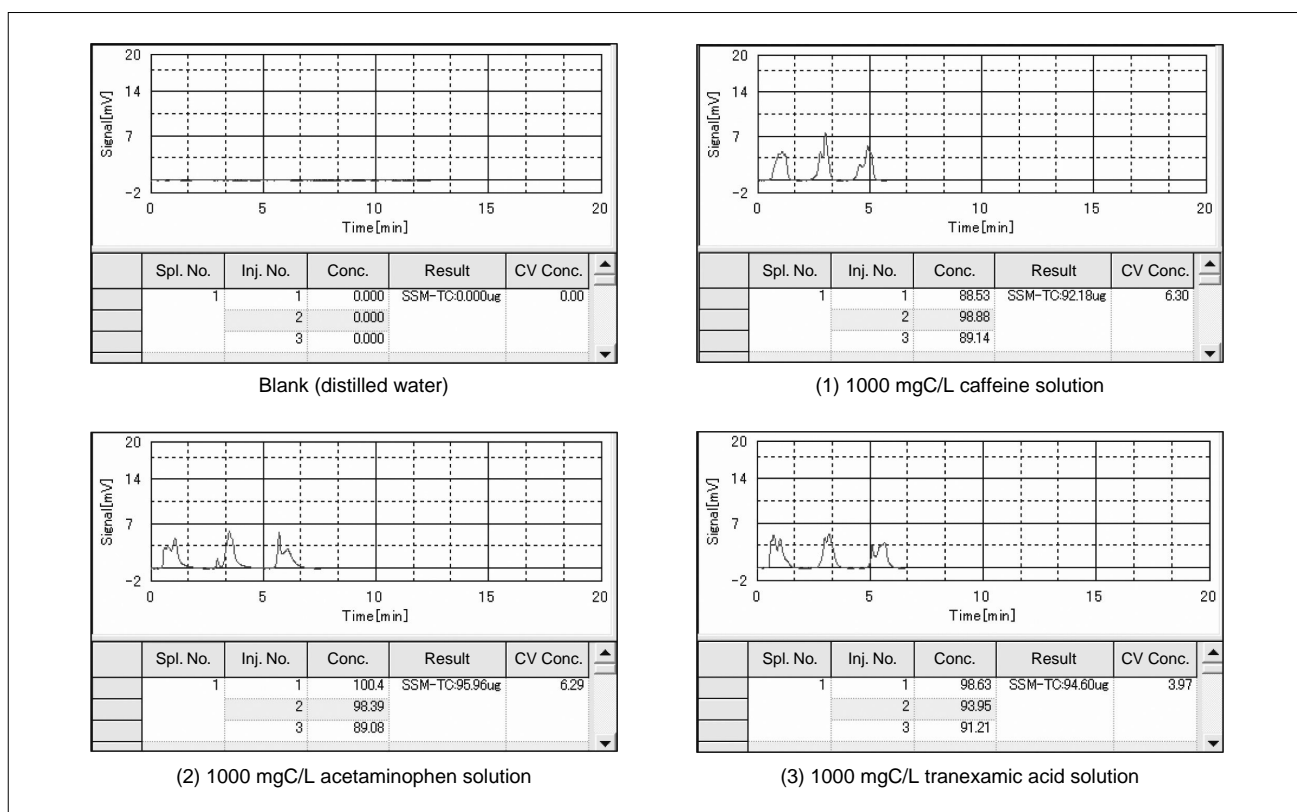 20
14
7
-2
Signal[mV]
0 5 10 15 20
Time[min]
Spl. No. Inj. No. Conc. Result CV Conc.
1 1 0.000 SSM-TC:0.000ug 0.00
2 0.000
3 0.000
Blank (distilled water)
20
14
7
-2
Signal[mV]
0 5 10 15 20
Time[min]
Spl. No. Inj. No. Conc. Result CV Conc.
1 1 88.53 SSM-TC:92.18ug 6.30
2 98.88
3 89.14
(1) 1000 mgC/L caffeine solution
20
14
7
-2
Signal[mV]
0 5 10 15 20
Time[min]
Spl. No. Inj. No. Conc. Result CV Conc.
1 1 100.4 SSM-TC:95.96ug 6.29
2 98.39
3 89.08
(2) 1000 mgC/L acetaminophen solution
20
14
7
-2
Signal[mV]
0 5 10 15 20
Time[min]
Spl. No. Inj. No. Conc. Result CV Conc.
1 1 98.63 SSM-TC:94.60ug 3.97
2 93.95
3 91.21
(3) 1000 mgC/L tranexamic acid solution